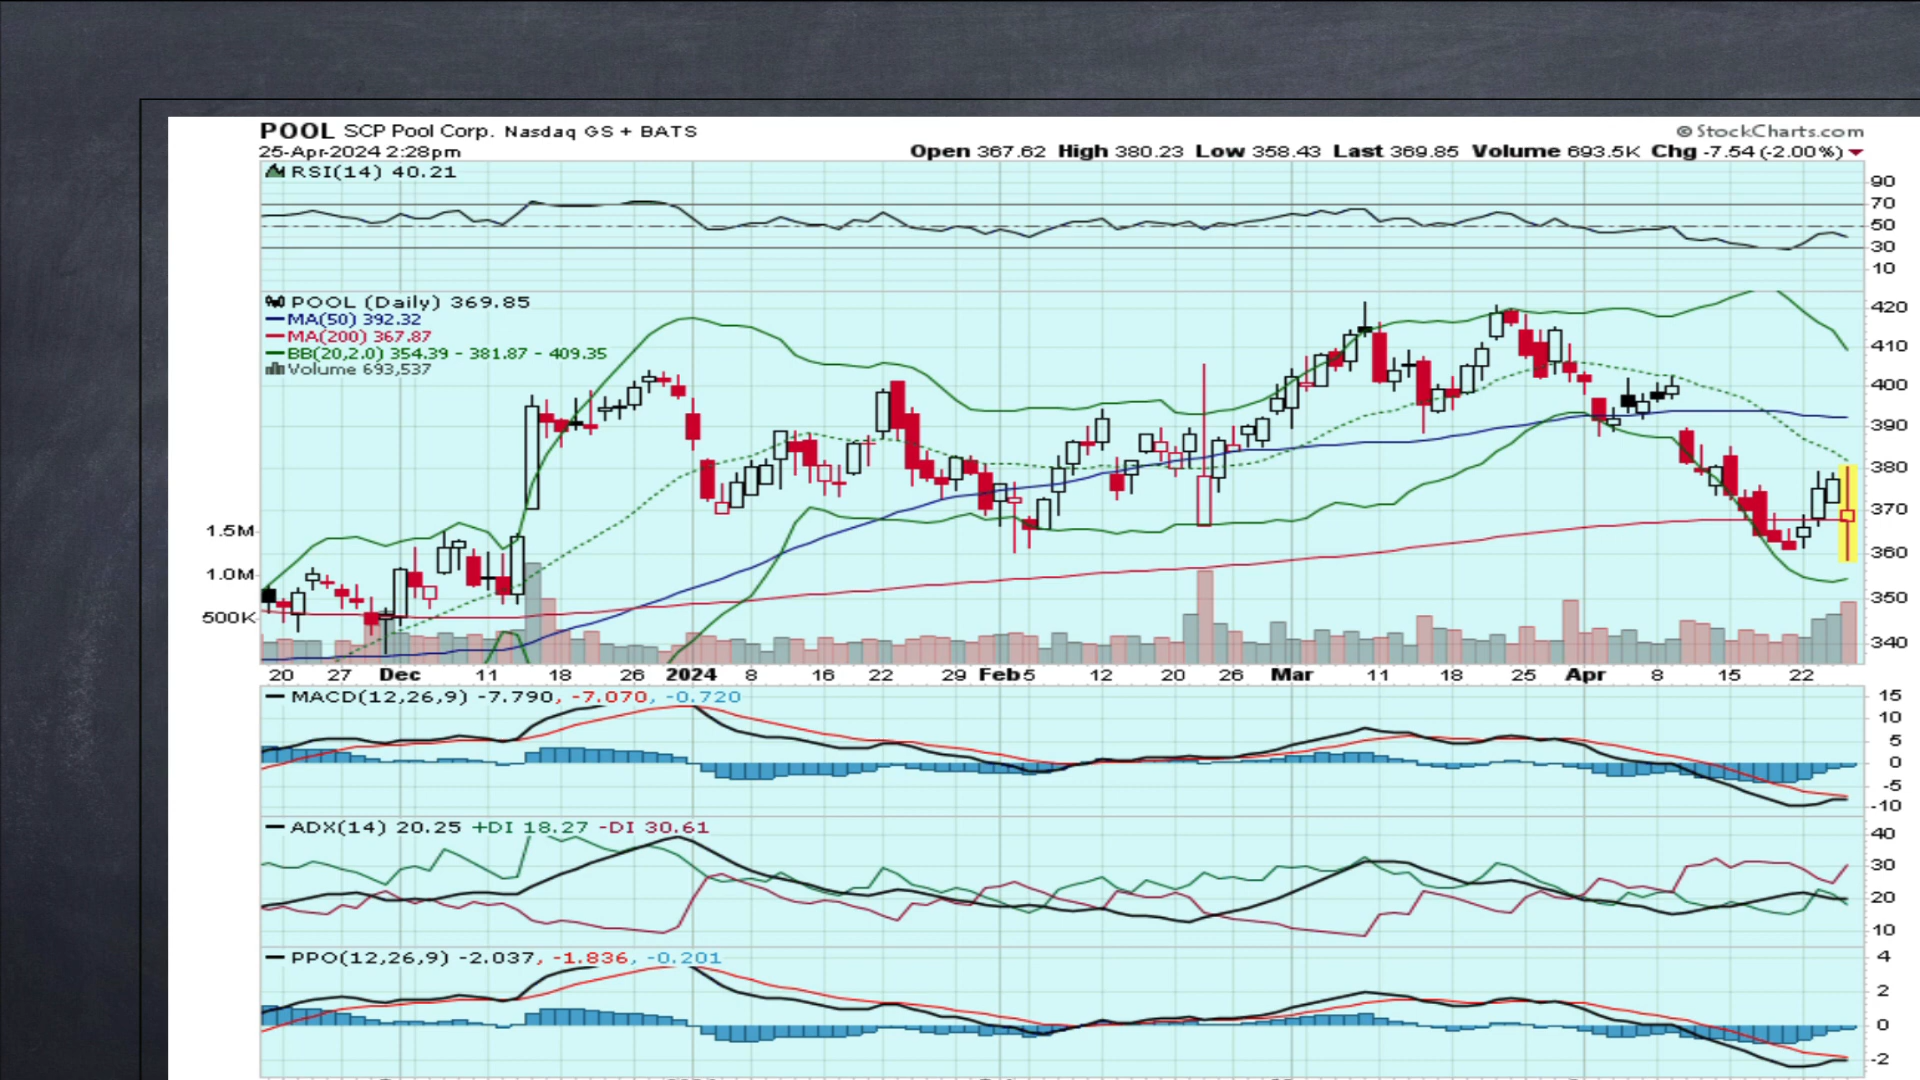 POOL SCP Pool Corp. Nasdaq GS + BATS
© StockCharts.com
25-Apr-2024 2:28pm
Open 367.62 High 380.23 Low 358.43 Last 369.85 Volume 693.5K Chg -7.54 (-2.00%)
RSI(14) 40.21
90
70
50
30
10
POOL (Daily) 369.85
MA(50) 392.32
MA(200) 367.87
BB(20,2.0) 354.39 - 381.87 - 409.35
Volume 693,537
420
410
400
390
380
370
360
350
340
1.5M
1.0M
500K
20 27 Dec 11 18 26 2024 8 16 22 29 Feb 5 12 20 26 Mar 11 18 25 Apr 8 15 22
MACD(12,26,9) -7.790, -7.070, -0.720
15
10
5
0
-5
-10
ADX(14) 20.25 +DI 18.27 -DI 30.61
40
30
20
10
PPO(12,26,9) -2.037, -1.836, -0.201
4
2
0
-2